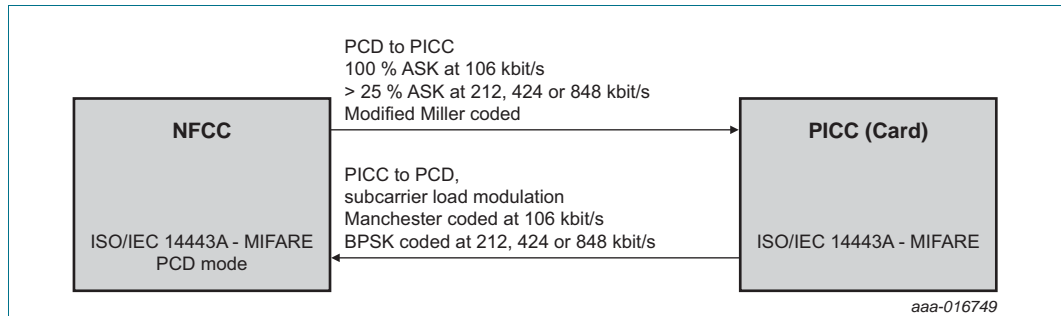 NFCC
ISO/IEC 14443A - MIFARE
PCD mode
PCD to PICC
100 % ASK at 106 kbit/s
> 25 % ASK at 212, 424 or 848 kbit/s
Modified Miller coded
PICC to PCD,
subcarrier load modulation
Manchester coded at 106 kbit/s
BPSK coded at 212, 424 or 848 kbit/s
PICC (Card)
ISO/IEC 14443A - MIFARE
aaa-016749